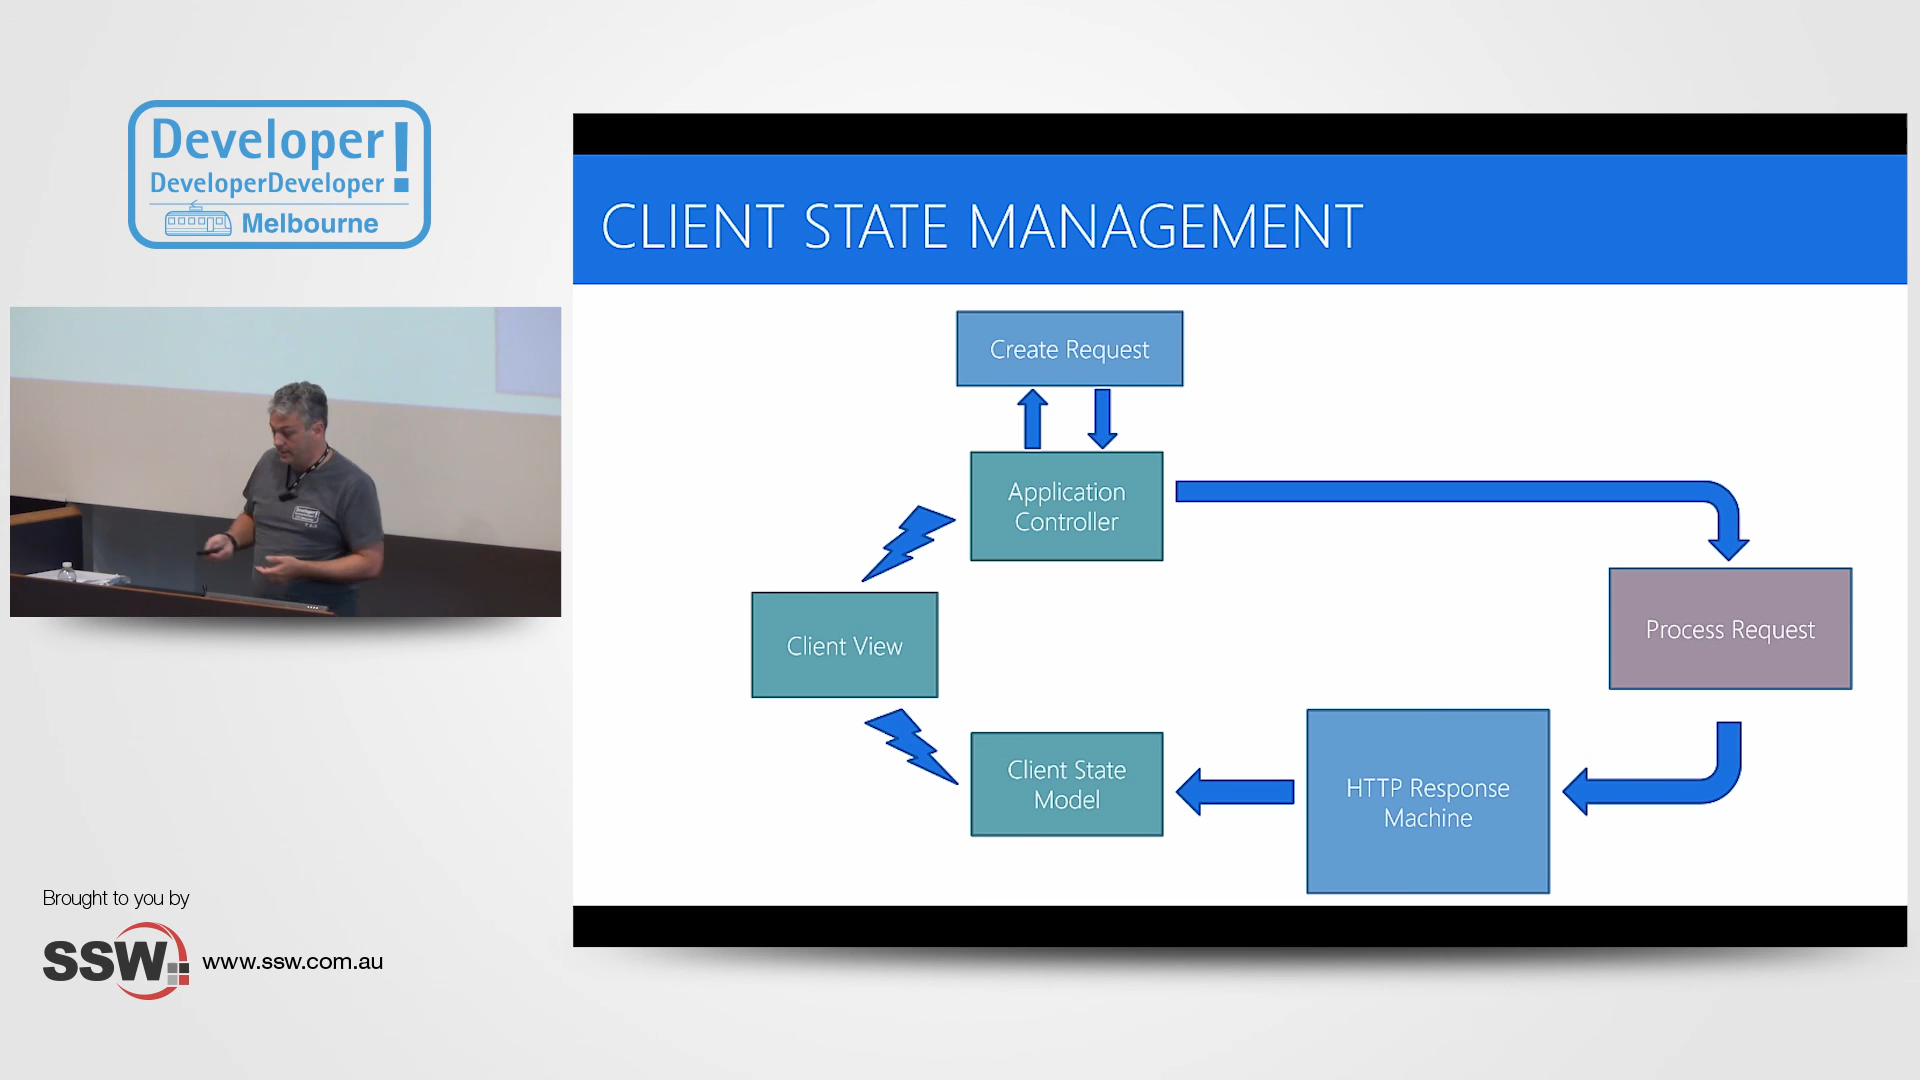 Developer!
DeveloperDeveloper
Melbourne
CLIENT STATE MANAGEMENT
Create Request
Application
Controller
Process Request
Client View
Client State
Model
HTTP Response
Machine
Brought to you by
SSW
www.ssw.com.au